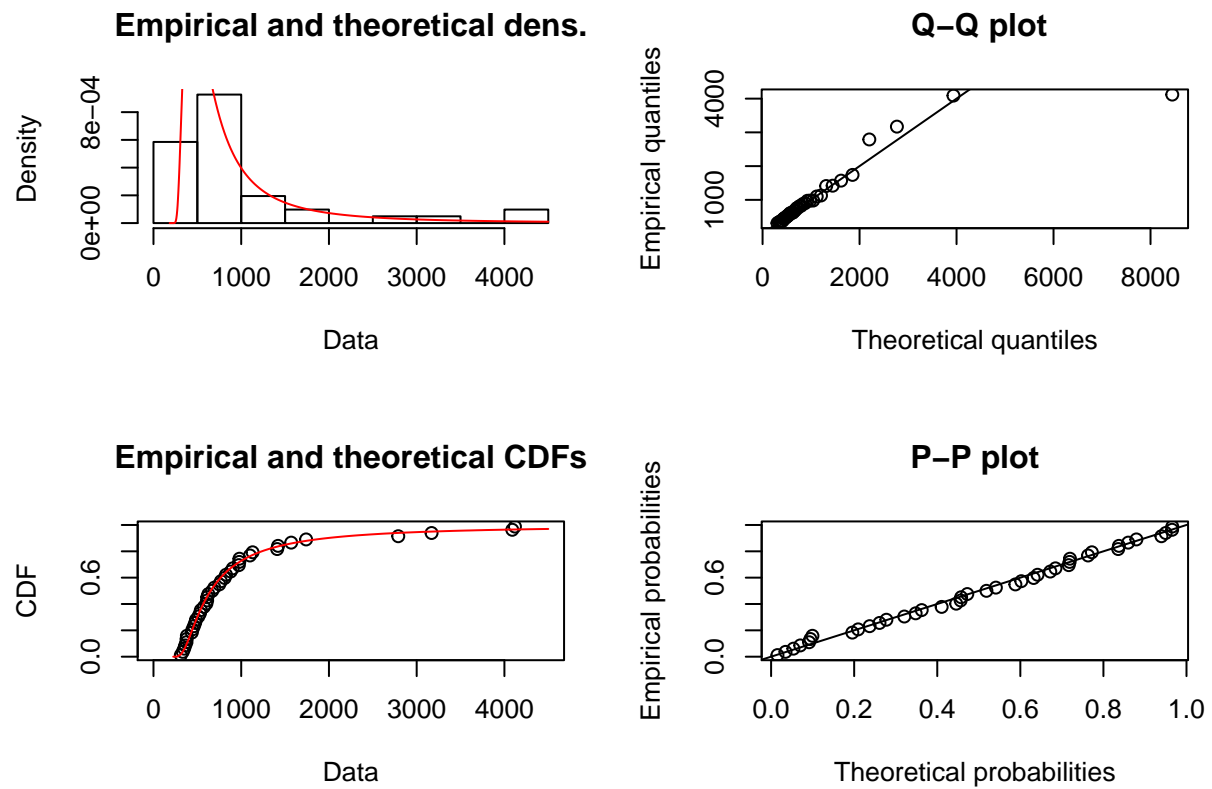 Empirical and theoretical dens.
Density
0e+00 8e−04
0 1000 2000 3000 4000
Data
Q−Q plot
Empirical quantiles
1000 4000
0 2000 4000 6000 8000
Theoretical quantiles
Empirical and theoretical CDFs
CDF
0.0 0.6
0 1000 2000 3000 4000
Data
P−P plot
Empirical probabilities
0.0 0.6
0.0 0.2 0.4 0.6 0.8 1.0
Theoretical probabilities